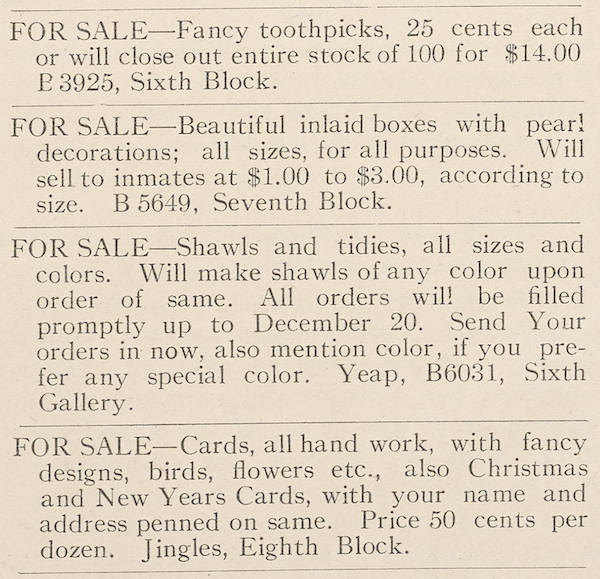 FOR SALE—Fancy toothpicks, 25 cents each
or will close out entire stock of 100 for $14.00
B 3925, Sixth Block.
FOR SALE—Beautiful inlaid boxes with pearl
decorations; all sizes, for all purposes. Will
sell to inmates at $1.00 to $3.00, according to
size. B 5649, Seventh Block.
FOR SALE—Shawls and tidies, all sizes and
colors. Will make shawls of any color upon
order of same. All orders will be filled
promptly up to December 20. Send Your
orders in now, also mention color, if you pre-
fer any special color. Yeap, B6031, Sixth
Gallery.
FOR SALE—Cards, all hand work, with fancy
designs, birds, flowers etc., also Christmas
and New Years Cards, with your name and
address penned on same. Price 50 cents per
dozen. Jingles, Eighth Block.